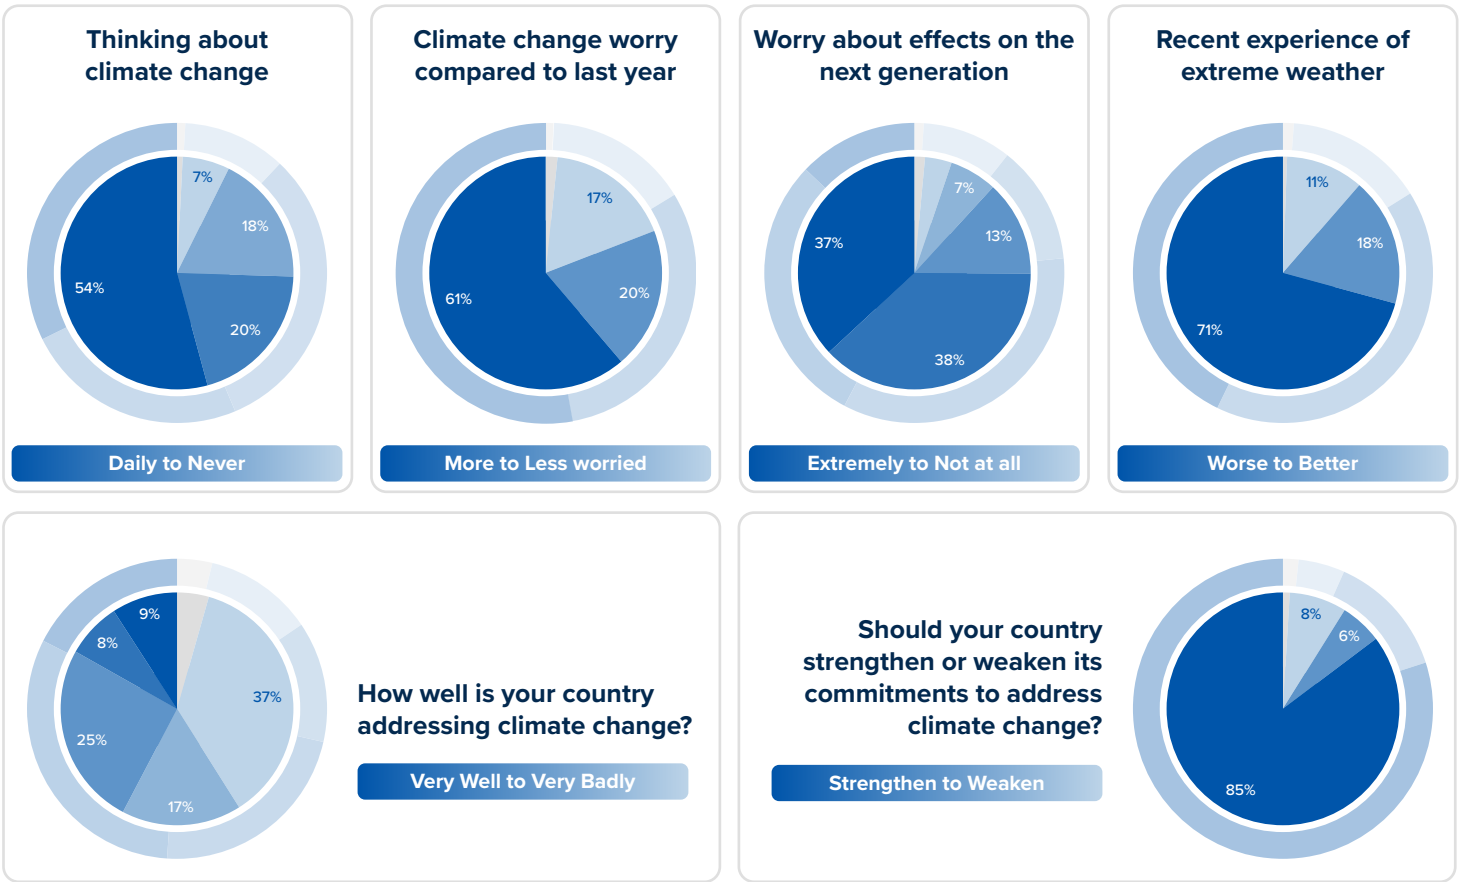 Thinking about
climate change
7%
18%
54%
20%
Daily to Never
Climate change worry
compared to last year
17%
61%
20%
More to Less worried
Worry about effects on the
next generation
7%
13%
37%
38%
Extremely to Not at all
Recent experience of
extreme weather
11%
18%
71%
Worse to Better
9%
8%
37%
25%
17%
How well is your country
addressing climate change?
Very Well to Very Badly
Should your country
strengthen or weaken its
commitments to address
climate change?
Strengthen to Weaken
8%
6%
85%